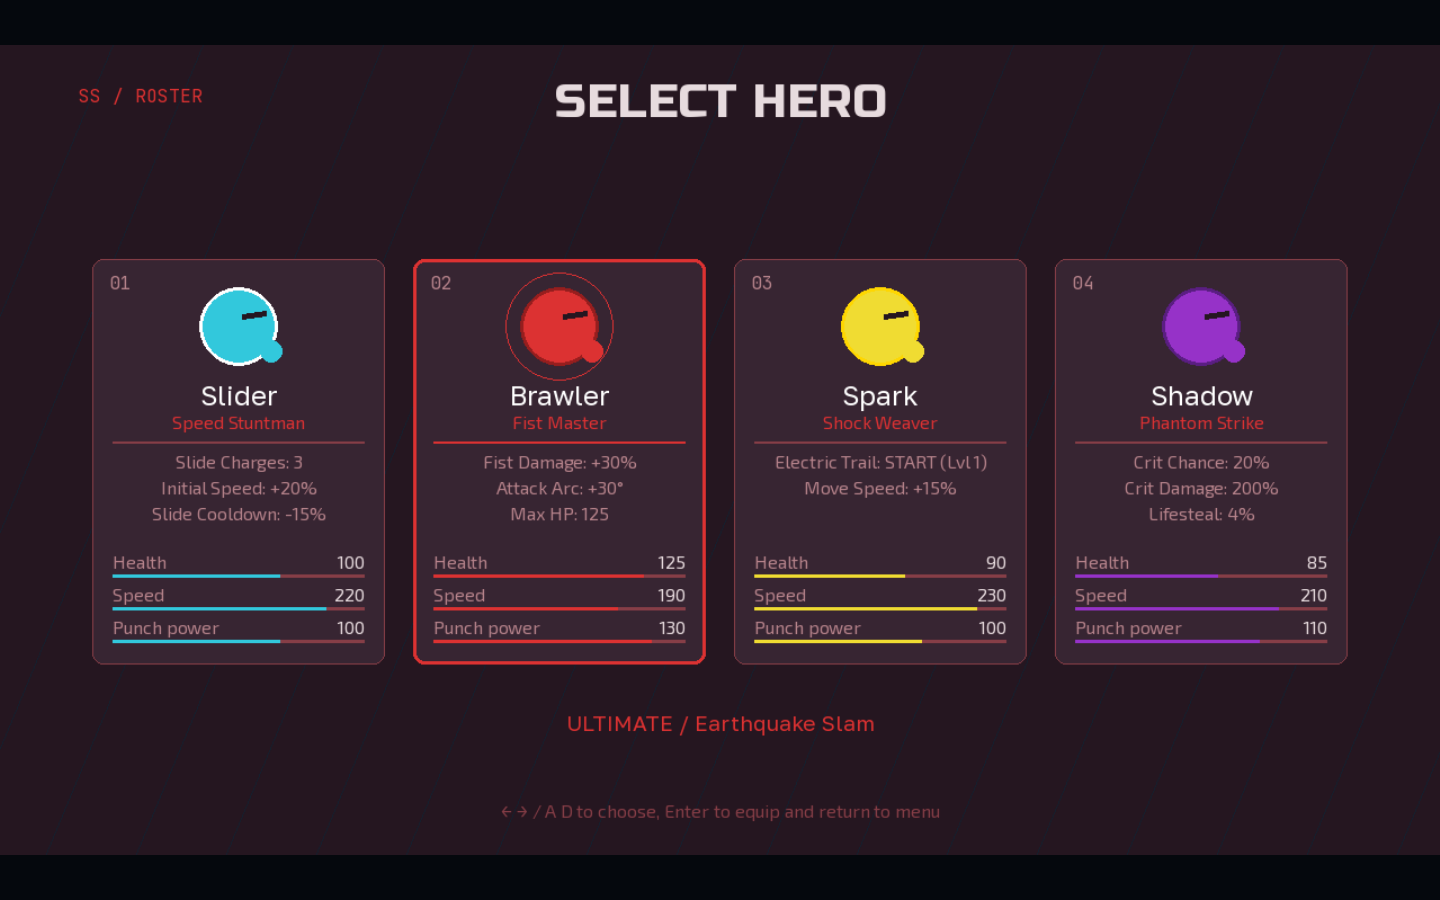 SS / ROSTER
SELECT HERO
01
Slider
Speed Stuntman
Slide Charges: 3
Initial Speed: +20%
Slide Cooldown: -15%
Health 100
Speed 220
Punch power 100
02
Brawler
Fist Master
Fist Damage: +30%
Attack Arc: +30°
Max HP: 125
Health 125
Speed 190
Punch power 130
03
Spark
Shock Weaver
Electric Trail: START (Lvl 1)
Move Speed: +15%
Health 90
Speed 230
Punch power 100
04
Shadow
Phantom Strike
Crit Chance: 20%
Crit Damage: 200%
Lifesteal: 4%
Health 85
Speed 210
Punch power 110
ULTIMATE / Earthquake Slam
← → / A D to choose, Enter to equip and return to menu